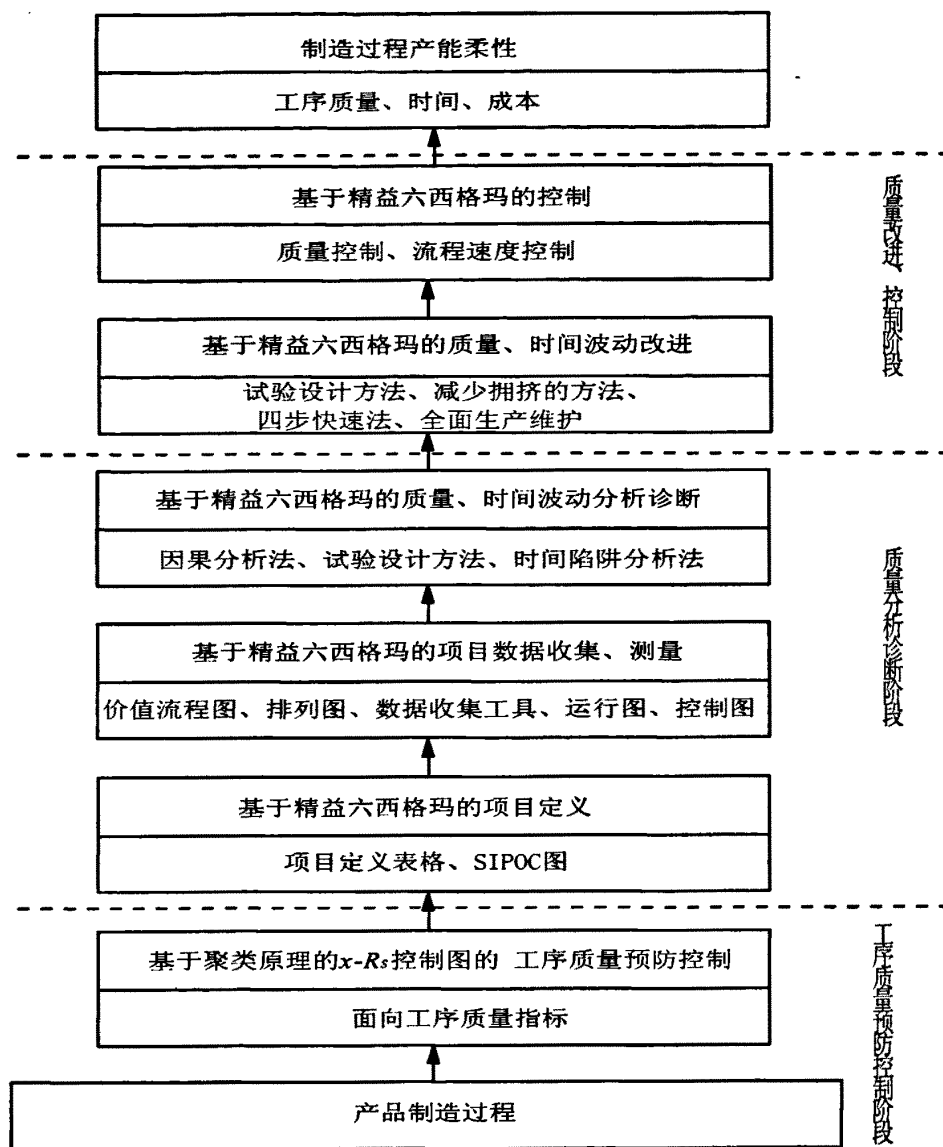 制造过程产能柔性
工序质量、时间、成本
基于精益六西格玛的控制
质量控制、流程速度控制
基于精益六西格玛的质量、时间波动改进
试验设计方法、减少拥挤的方法、
四步快速法、全面生产维护
质量改进、控制阶段
基于精益六西格玛的质量、时间波动分析诊断
因果分析法、试验设计方法、时间陷阱分析法
基于精益六西格玛的项目数据收集、测量
价值流程图、排列图、数据收集工具、运行图、控制图
基于精益六西格玛的项目定义
项目定义表格、SIPOC图
质量分析诊断阶段
基于聚类原理的x-Rs控制图的 工序质量预防控制
面向工序质量指标
产品制造过程
工序质量预防控制阶段